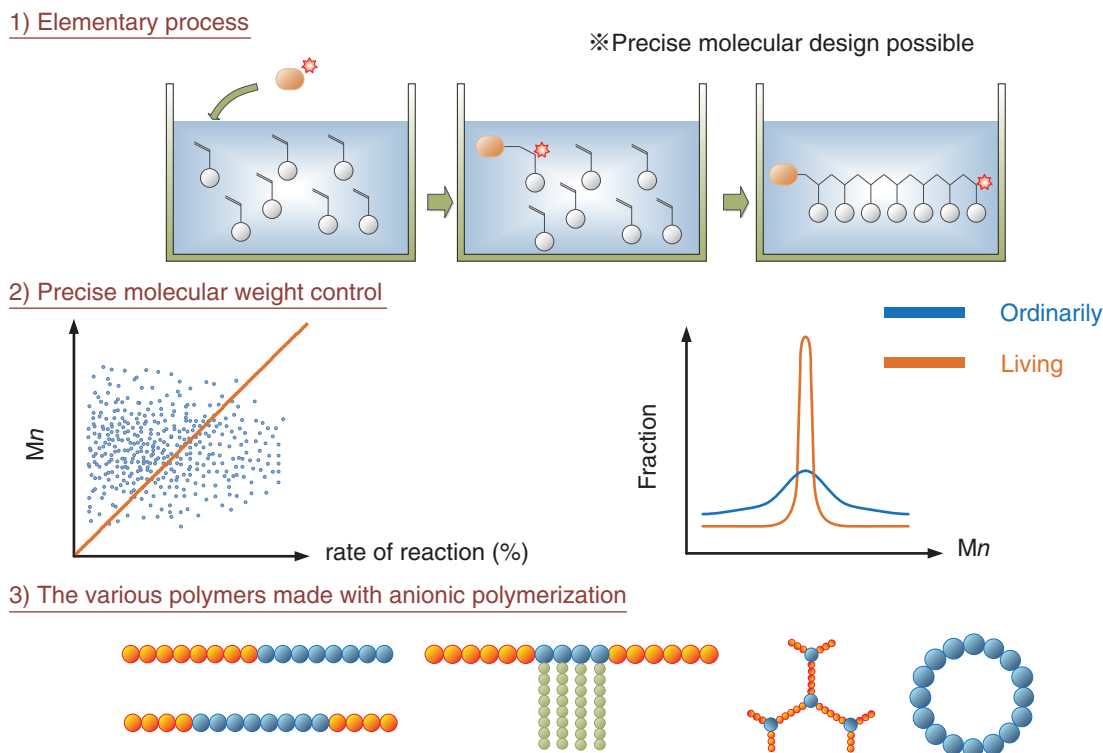 1) Elementary process
※Precise molecular design possible
2) Precise molecular weight control
Mn
rate of reaction (%)
Fraction
Mn
Ordinarily
Living
3) The various polymers made with anionic polymerization